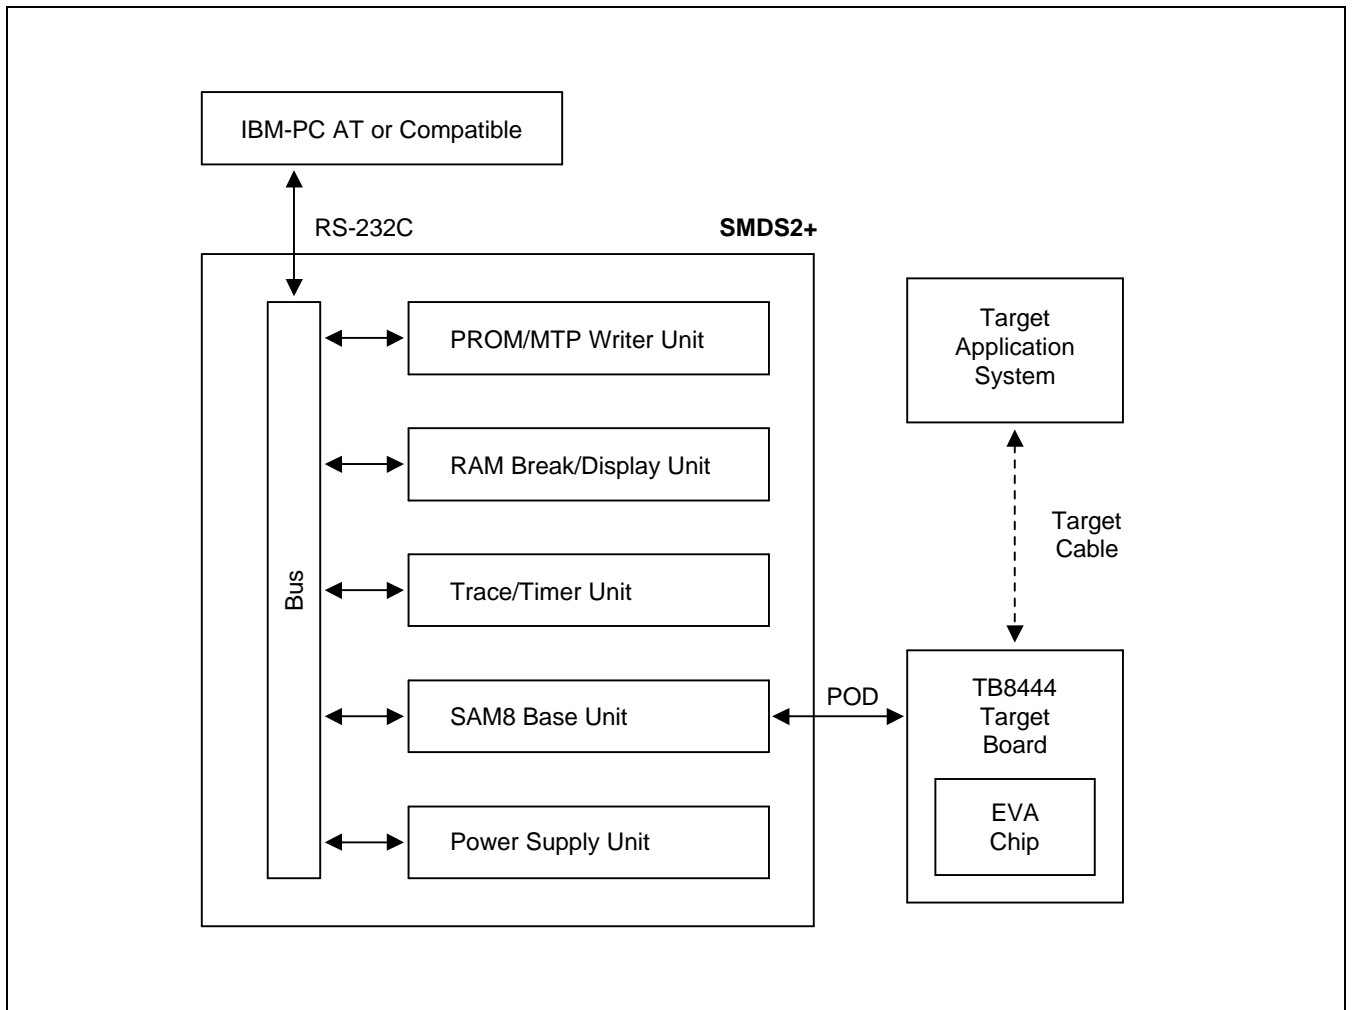 IBM-PC AT or Compatible
RS-232C
SMDS2+
Bus
PROM/MTP Writer Unit
RAM Break/Display Unit
Trace/Timer Unit
SAM8 Base Unit
Power Supply Unit
POD
Target
Application
System
Target
Cable
TB8444
Target
Board
EVA
Chip